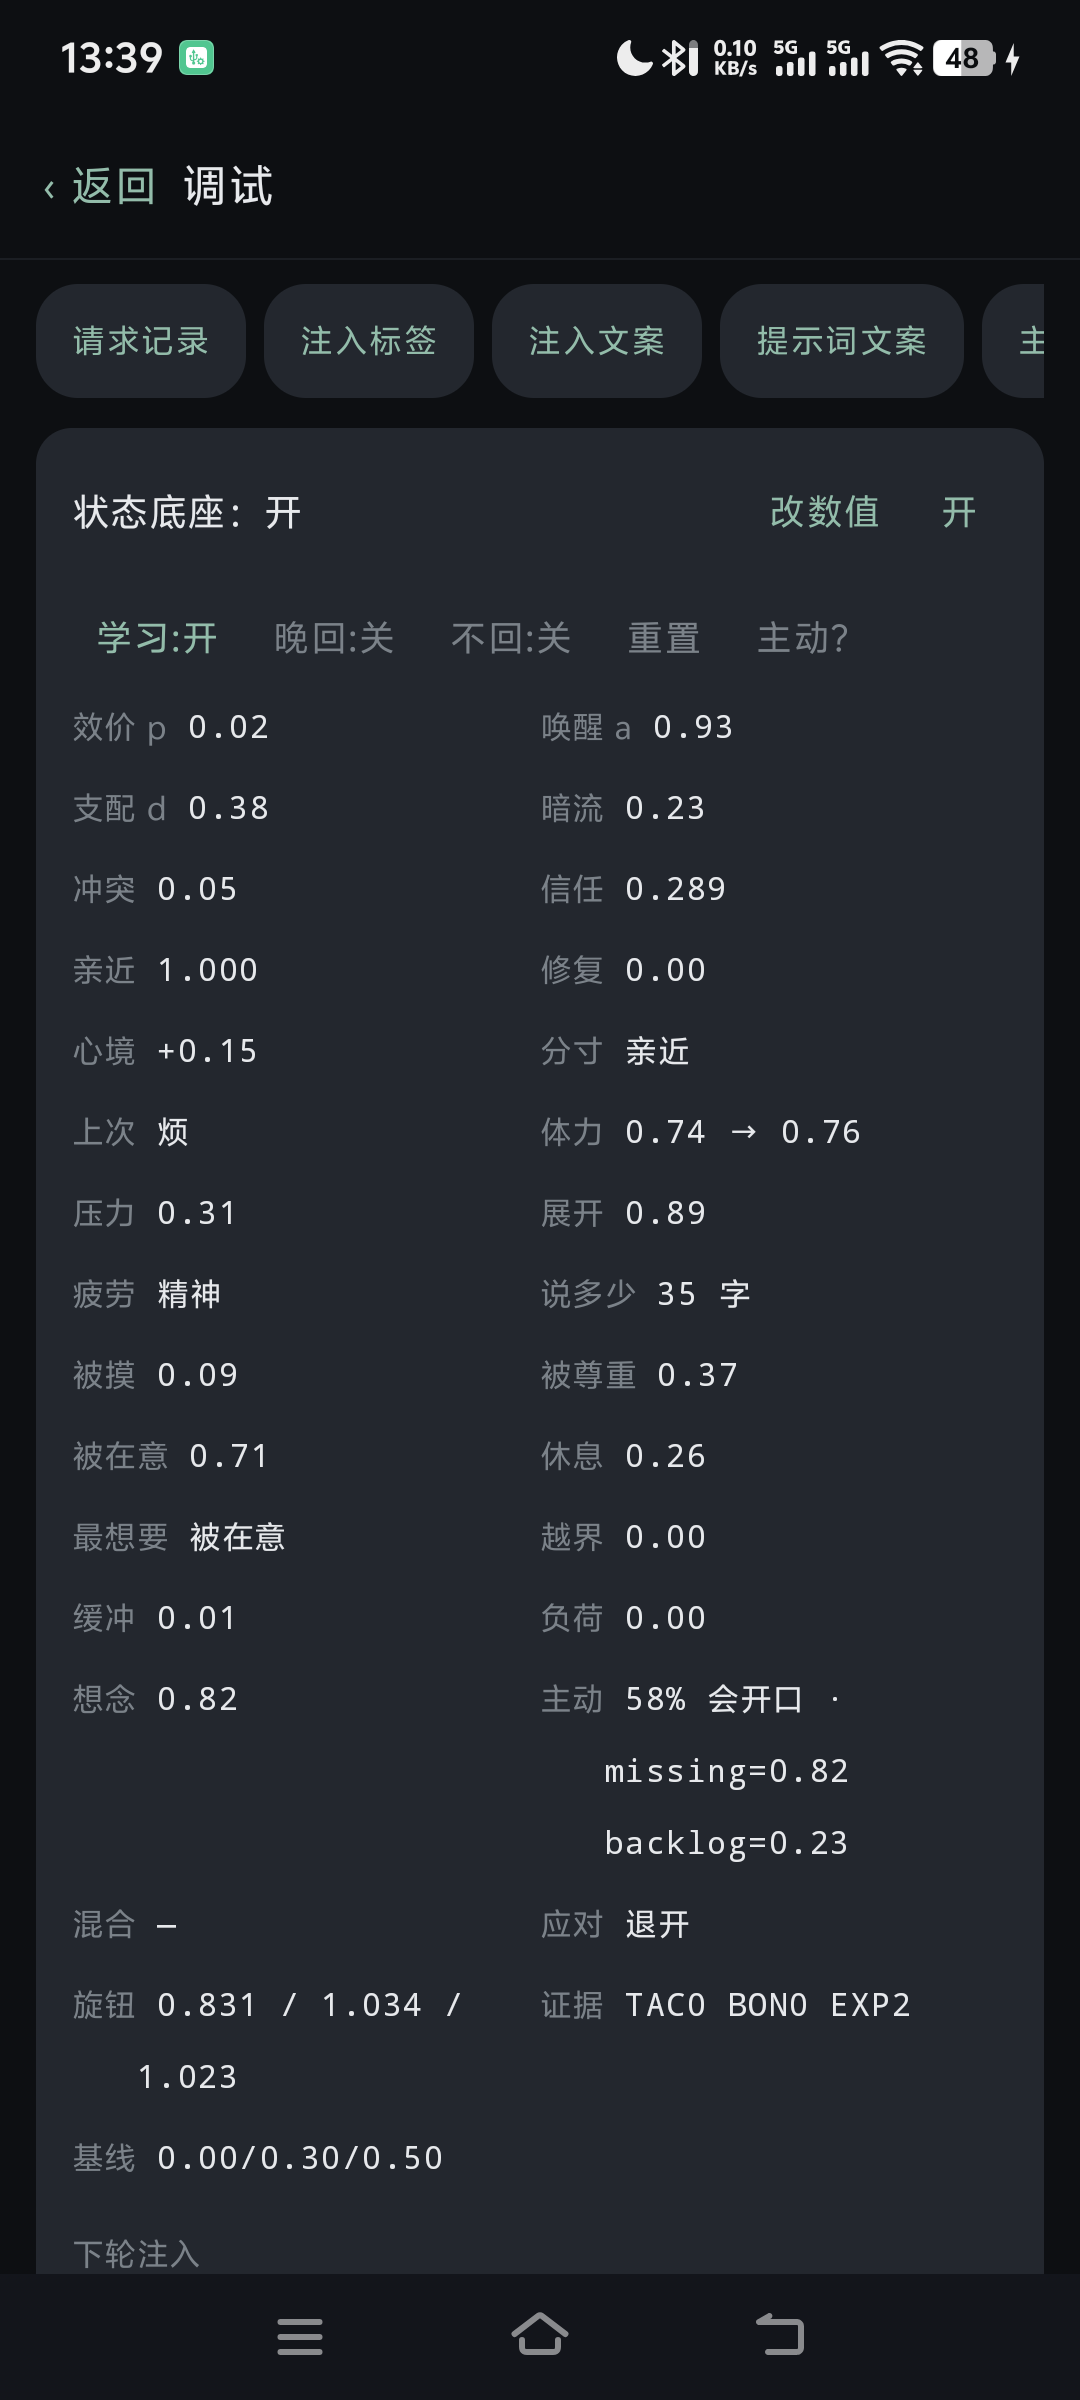 13:39
0.10 KB/s 5G 5G 48
‹ 返回 调试
请求记录 注入标签 注入文案 提示词文案 主
状态底座：开 改数值 开
学习:开 晚回:关 不回:关 重置 主动?
效价 p 0.02 唤醒 a 0.93
支配 d 0.38 暗流 0.23
冲突 0.05 信任 0.289
亲近 1.000 修复 0.00
心境 +0.15 分寸 亲近
上次 烦 体力 0.74 → 0.76
压力 0.31 展开 0.89
疲劳 精神 说多少 35 字
被摸 0.09 被尊重 0.37
被在意 0.71 休息 0.26
最想要 被在意 越界 0.00
缓冲 0.01 负荷 0.00
想念 0.82 主动 58% 会开口 ·
missing=0.82
backlog=0.23
混合 — 应对 退开
旋钮 0.831 / 1.034 / 证据 TACO BONO EXP2
1.023
基线 0.00/0.30/0.50
下轮注入